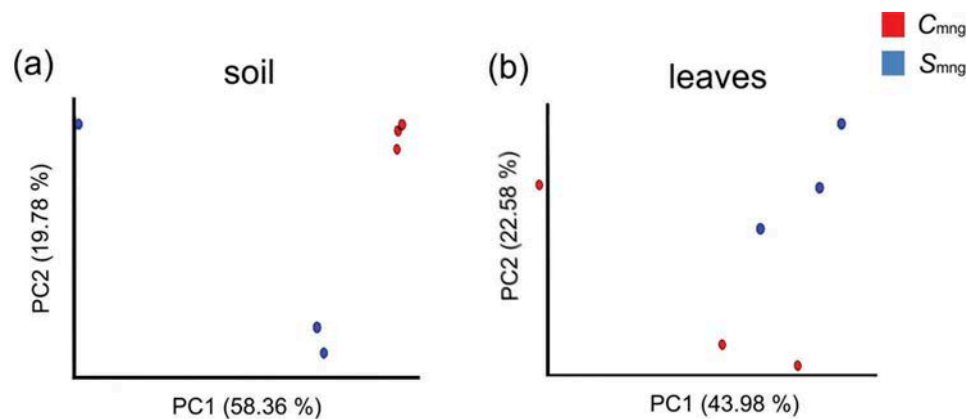 (a)
soil
PC2 (19.78 %)
PC1 (58.36 %)
(b)
leaves
PC2 (22.58 %)
PC1 (43.98 %)
Cmng
Smng